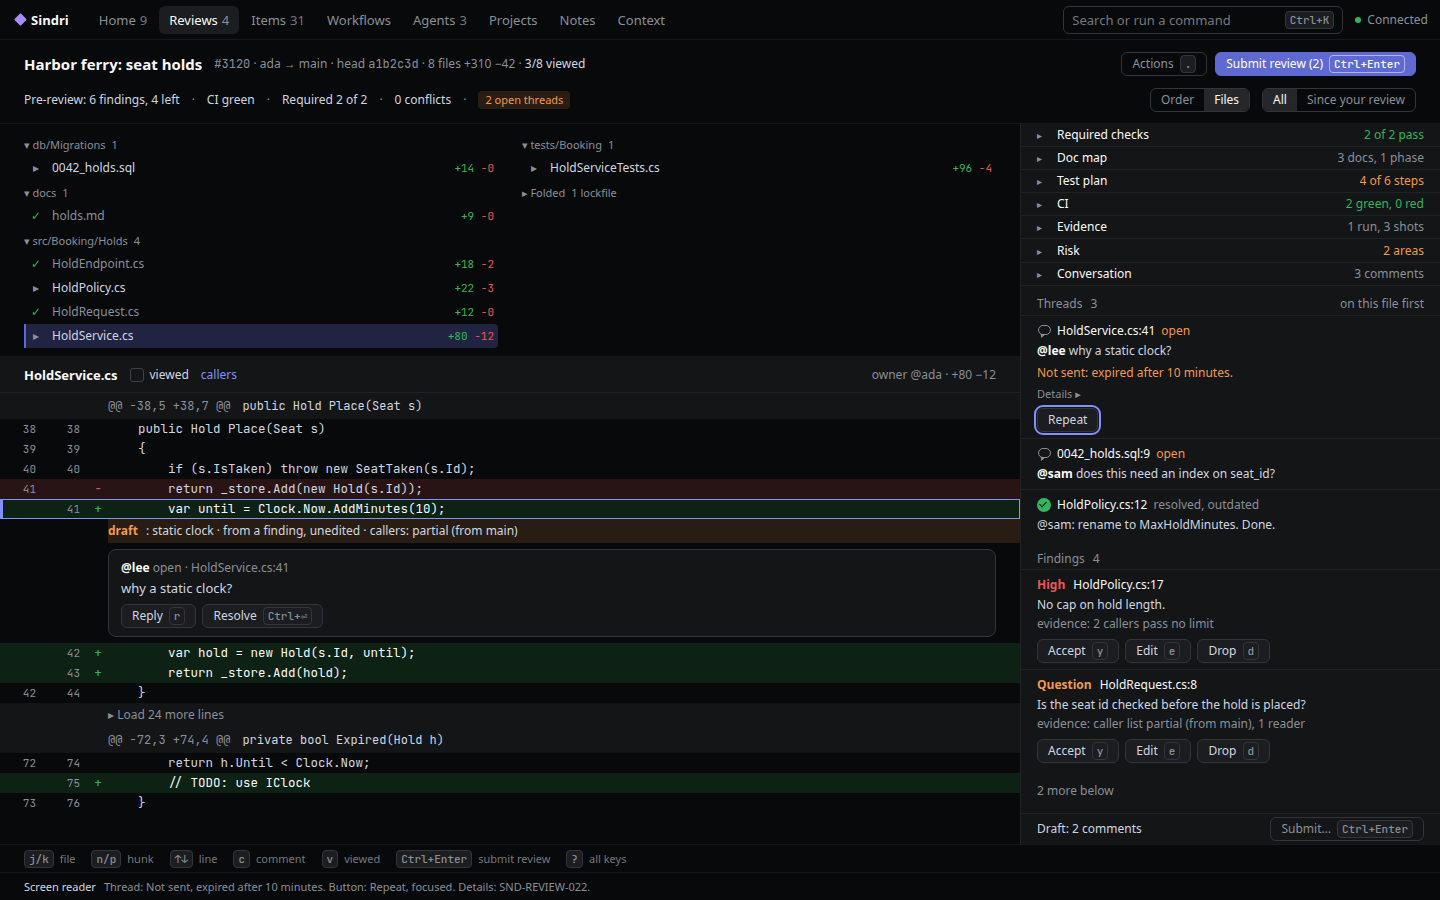 Sindri Home 9 Reviews 4 Items 31 Workflows Agents 3 Projects Notes Context Search or run a command Ctrl+K Connected
Harbor ferry: seat holds #3120 · ada → main · head a1b2c3d · 8 files +310 −42 · 3/8 viewed Actions . Submit review (2) Ctrl+Enter
Pre-review: 6 findings, 4 left · CI green · Required 2 of 2 · 0 conflicts · 2 open threads Order Files All Since your review
▾ db/Migrations 1
▸ 0042_holds.sql +14 -0
▾ docs 1
✓ holds.md +9 -0
▾ src/Booking/Holds 4
✓ HoldEndpoint.cs +18 -2
▸ HoldPolicy.cs +22 -3
✓ HoldRequest.cs +12 -0
▸ HoldService.cs +80 -12
▾ tests/Booking 1
▸ HoldServiceTests.cs +96 -4
▸ Folded 1 lockfile
HoldService.cs viewed callers owner @ada · +80 −12
@@ -38,5 +38,7 @@ public Hold Place(Seat s)
38 38 public Hold Place(Seat s)
39 39 {
40 40 if (s.IsTaken) throw new SeatTaken(s.Id);
41 - return _store.Add(new Hold(s.Id));
41 + var until = Clock.Now.AddMinutes(10);
draft : static clock · from a finding, unedited · callers: partial (from main)
@lee open · HoldService.cs:41
why a static clock?
Reply r Resolve Ctrl+⏎
42 + var hold = new Hold(s.Id, until);
43 + return _store.Add(hold);
42 44 }
▸ Load 24 more lines
@@ -72,3 +74,4 @@ private bool Expired(Hold h)
72 74 return h.Until < Clock.Now;
75 + // TODO: use IClock
73 76 }
▸ Required checks 2 of 2 pass
▸ Doc map 3 docs, 1 phase
▸ Test plan 4 of 6 steps
▸ CI 2 green, 0 red
▸ Evidence 1 run, 3 shots
▸ Risk 2 areas
▸ Conversation 3 comments
Threads 3 on this file first
HoldService.cs:41 open
@lee why a static clock?
Not sent: expired after 10 minutes.
Details ▸
Repeat
0042_holds.sql:9 open
@sam does this need an index on seat_id?
HoldPolicy.cs:12 resolved, outdated
@sam: rename to MaxHoldMinutes. Done.
Findings 4
High HoldPolicy.cs:17
No cap on hold length.
evidence: 2 callers pass no limit
Accept y Edit e Drop d
Question HoldRequest.cs:8
Is the seat id checked before the hold is placed?
evidence: caller list partial (from main), 1 reader
Accept y Edit e Drop d
2 more below
Draft: 2 comments Submit... Ctrl+Enter
j/k file n/p hunk ↑↓ line c comment v viewed Ctrl+Enter submit review ? all keys
Screen reader Thread: Not sent, expired after 10 minutes. Button: Repeat, focused. Details: SND-REVIEW-022.